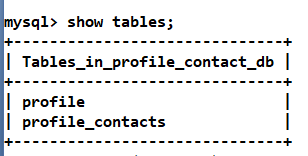 mysql> show tables;
+-----------------------------+
| Tables_in_profile_contact_db |
+-----------------------------+
| profile |
| profile_contacts |
+-----------------------------+